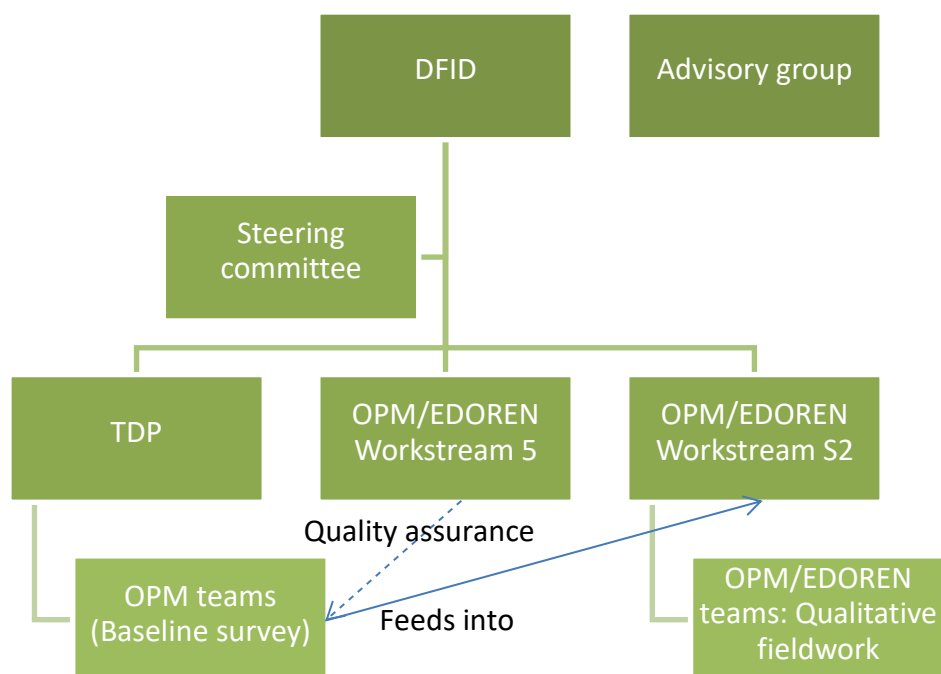 DFID
Advisory group
Steering
committee
TDP
OPM/EDOREN
Workstream 5
OPM/EDOREN
Workstream S2
Quality assurance
OPM teams
(Baseline survey)
Feeds into
OPM/EDOREN
teams: Qualitative
fieldwork